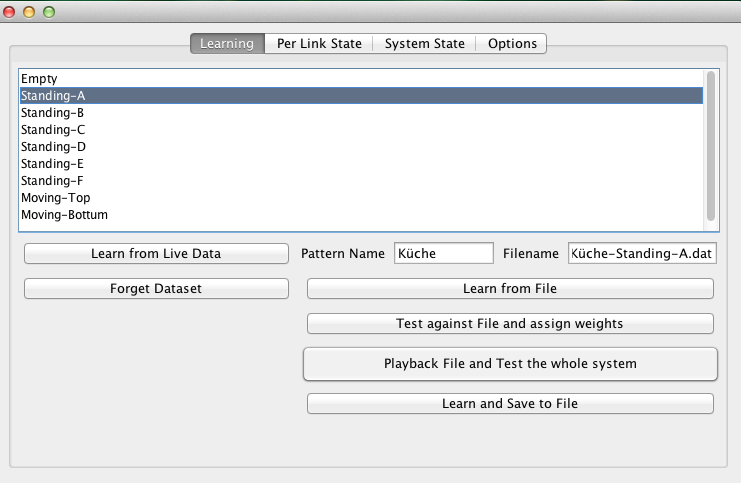 Learning Per Link State System State Options
Empty
Standing-A
Standing-B
Standing-C
Standing-D
Standing-E
Standing-F
Moving-Top
Moving-Bottum
Learn from Live Data Pattern Name Küche Filename Küche-Standing-A.dat
Forget Dataset Learn from File
Test against File and assign weights
Playback File and Test the whole system
Learn and Save to File